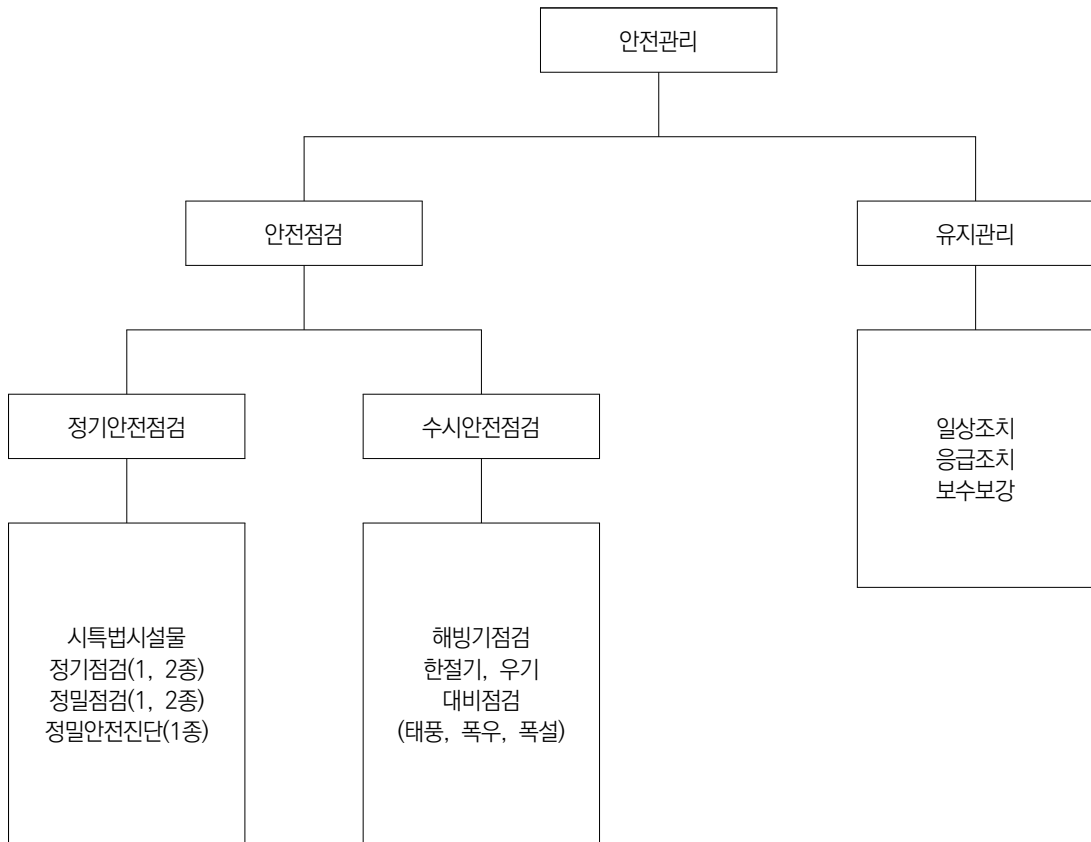 안전관리
안전점검
유지관리
정기안전점검
수시안전점검
일상조치
응급조치
보수보강
시특법시설물
정기점검(1, 2종)
정밀점검(1, 2종)
정밀안전진단(1종)
해빙기점검
한절기, 우기
대비점검
(태풍, 폭우, 폭설)